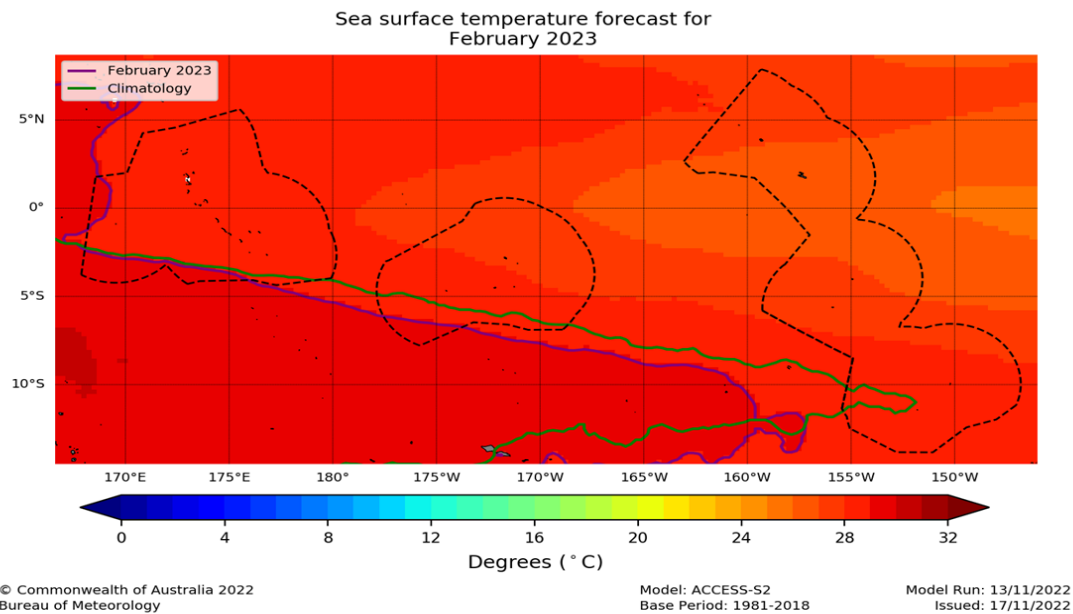 Sea surface temperature forecast for
February 2023
February 2023
Climatology
5°N
0°
5°S
10°S
170°E 175°E 180° 175°W 170°W 165°W 160°W 155°W 150°W
0 4 8 12 16 20 24 28 32
Degrees (°C)
© Commonwealth of Australia 2022 Model: ACCESS-S2 Model Run: 13/11/2022
Bureau of Meteorology Base Period: 1981-2018 Issued: 17/11/2022